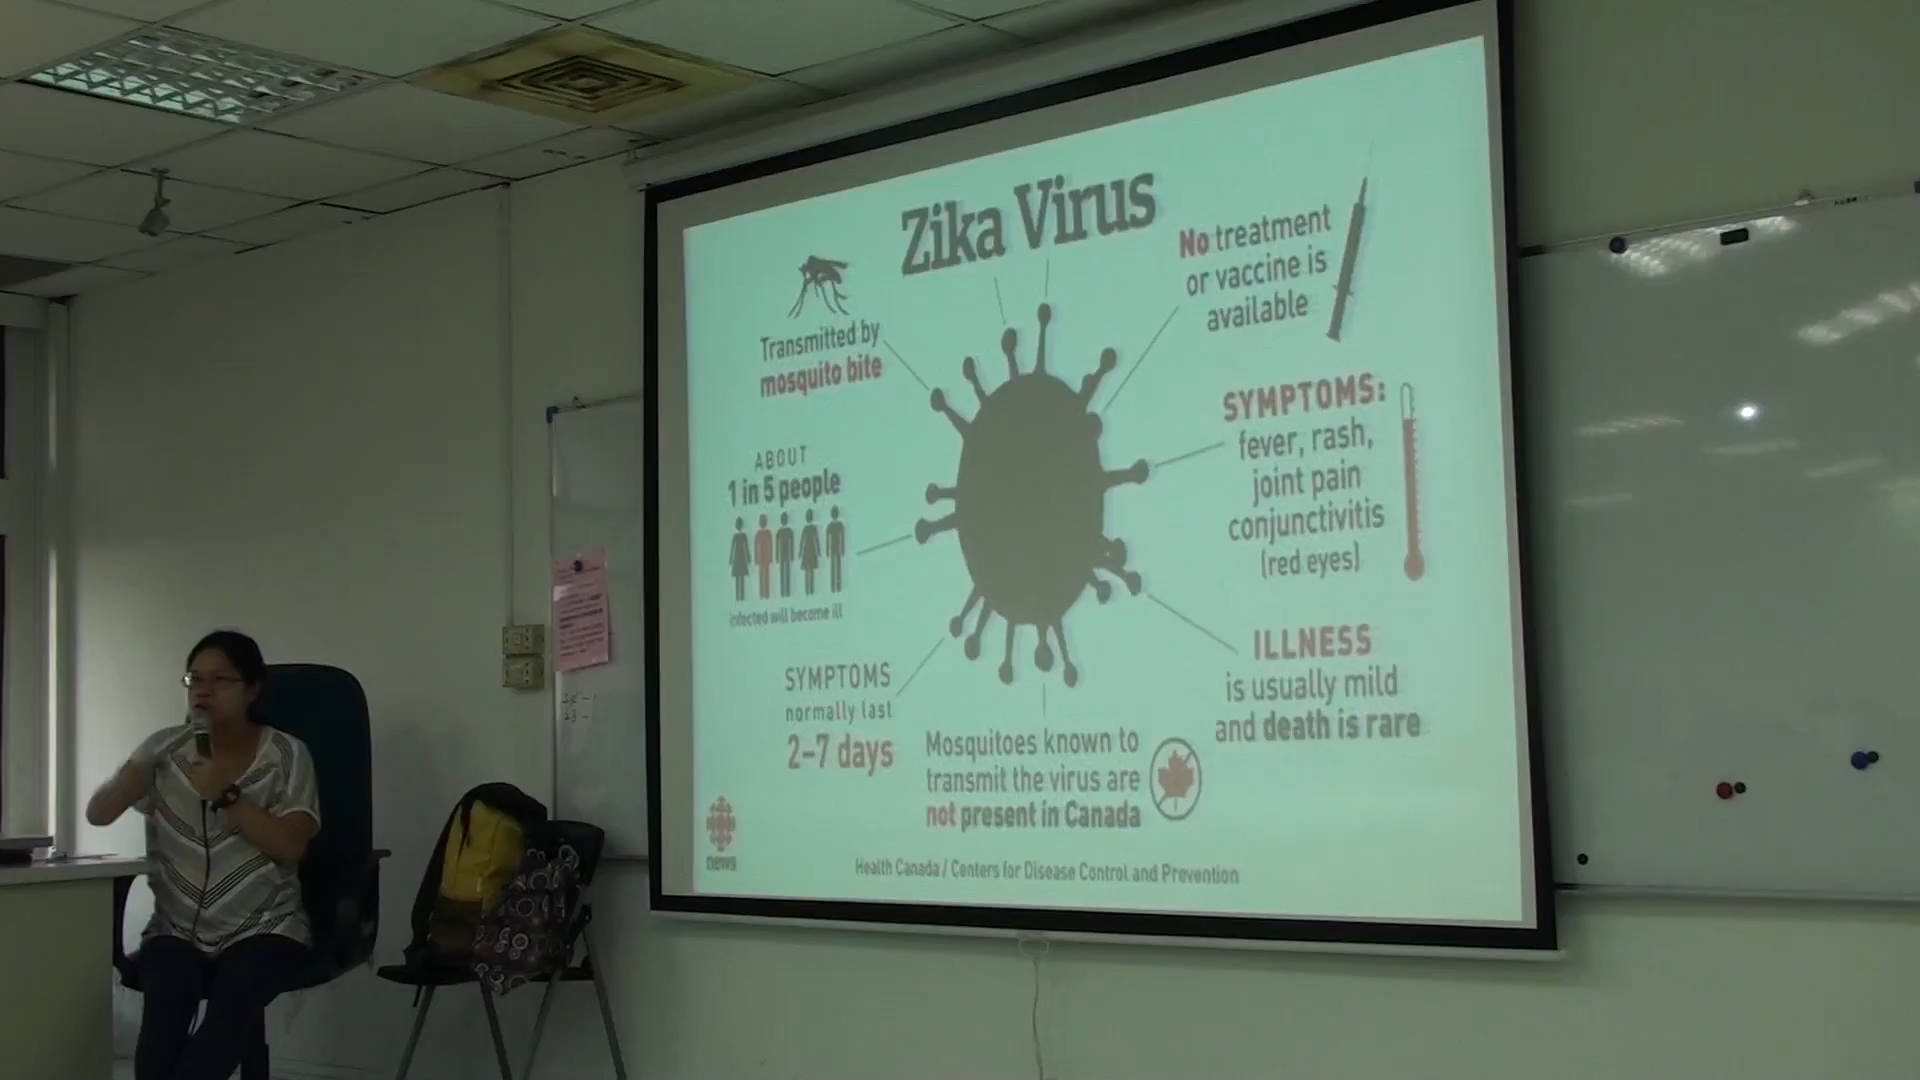 Zika Virus
Transmitted by
mosquito bite
No treatment
or vaccine is
available
SYMPTOMS:
fever, rash,
joint pain
conjunctivitis
(red eyes)
ABOUT
1 in 5 people
infected will become ill
ILLNESS
is usually mild
and death is rare
SYMPTOMS
normally last
2–7 days
Mosquitoes known to
transmit the virus are
not present in Canada
news
Health Canada / Centers for Disease Control and Prevention